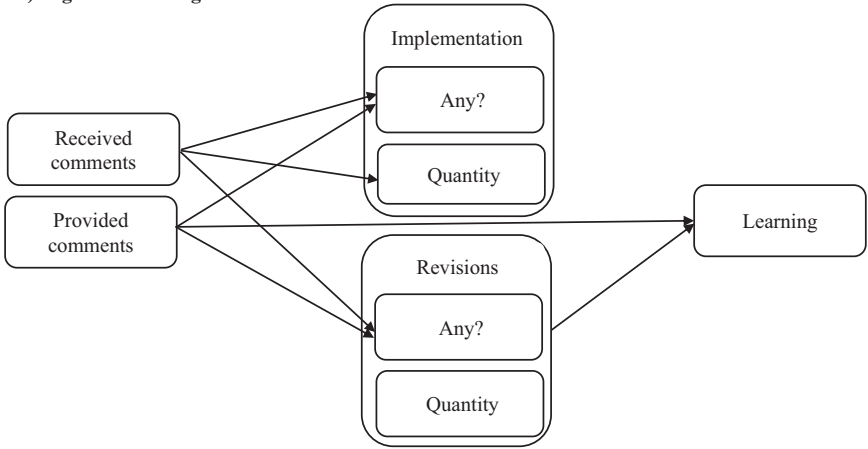 Implementation
Any?
Quantity
Received
comments
Provided
comments
Learning
Revisions
Any?
Quantity